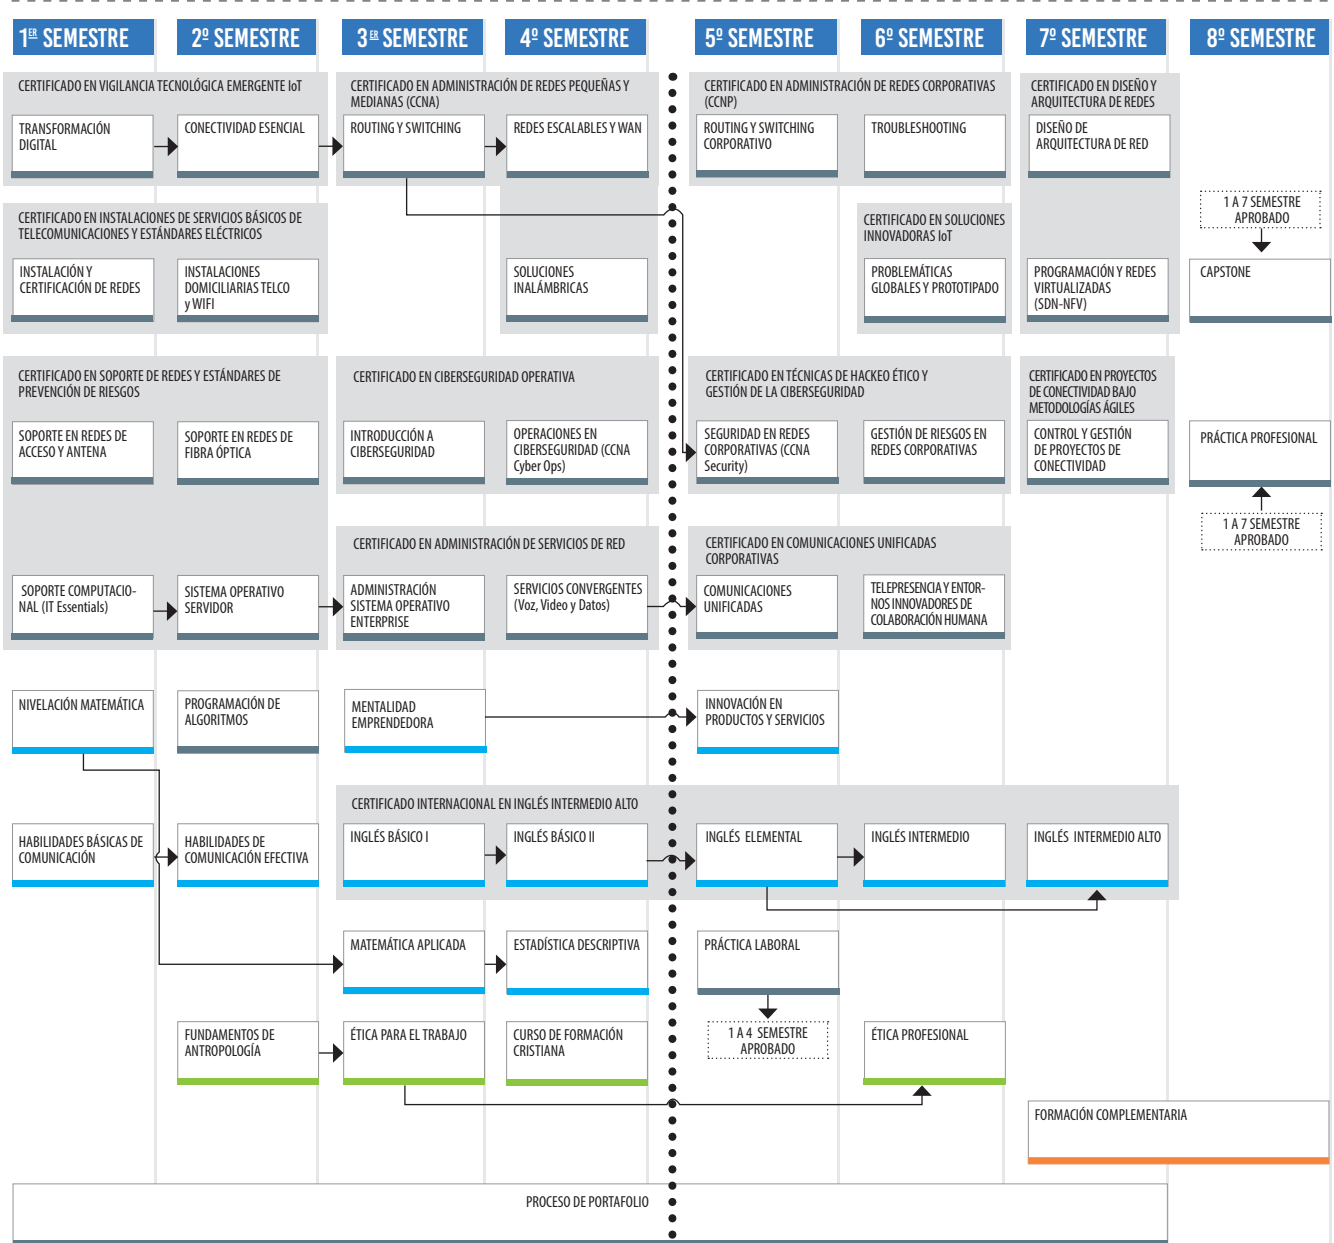 1ER SEMESTRE
2º SEMESTRE
3ER SEMESTRE
4º SEMESTRE
5º SEMESTRE
6º SEMESTRE
7º SEMESTRE
8º SEMESTRE
CERTIFICADO EN VIGILANCIA TECNOLÓGICA EMERGENTE IoT
CERTIFICADO EN ADMINISTRACIÓN DE REDES PEQUEÑAS Y
MEDIANAS (CCNA)
CERTIFICADO EN ADMINISTRACIÓN DE REDES CORPORATIVAS
(CCNP)
CERTIFICADO EN DISEÑO Y
ARQUITECTURA DE REDES
TRANSFORMACIÓN
DIGITAL
CONECTIVIDAD ESENCIAL
ROUTING Y SWITCHING
REDES ESCALABLES Y WAN
ROUTING Y SWITCHING
CORPORATIVO
TROUBLESHOOTING
DISEÑO DE
ARQUITECTURA DE RED
CERTIFICADO EN INSTALACIONES DE SERVICIOS BÁSICOS DE
TELECOMUNICACIONES Y ESTÁNDARES ELÉCTRICOS
CERTIFICADO EN SOLUCIONES
INNOVADORAS IoT
1 A 7 SEMESTRE
APROBADO
INSTALACIÓN Y
CERTIFICACIÓN DE REDES
INSTALACIONES
DOMICILIARIAS TELCO
y WIFI
SOLUCIONES
INALÁMBRICAS
PROBLEMÁTICAS
GLOBALES Y PROTOTIPADO
PROGRAMACIÓN Y REDES
VIRTUALIZADAS
(SDN-NFV)
CAPSTONE
CERTIFICADO EN SOPORTE DE REDES Y ESTÁNDARES DE
PREVENCIÓN DE RIESGOS
CERTIFICADO EN CIBERSEGURIDAD OPERATIVA
CERTIFICADO EN TÉCNICAS DE HACKEO ÉTICO Y
GESTIÓN DE LA CIBERSEGURIDAD
CERTIFICADO EN PROYECTOS
DE CONECTIVIDAD BAJO
METODOLOGÍAS ÁGILES
SOPORTE EN REDES DE
ACCESO Y ANTENA
SOPORTE EN REDES DE
FIBRA ÓPTICA
INTRODUCCIÓN A
CIBERSEGURIDAD
OPERACIONES EN
CIBERSEGURIDAD (CCNA
Cyber Ops)
SEGURIDAD EN REDES
CORPORATIVAS (CCNA
Security)
GESTIÓN DE RIESGOS EN
REDES CORPORATIVAS
CONTROL Y GESTIÓN
DE PROYECTOS DE
CONECTIVIDAD
PRÁCTICA PROFESIONAL
1 A 7 SEMESTRE
APROBADO
CERTIFICADO EN ADMINISTRACIÓN DE SERVICIOS DE RED
CERTIFICADO EN COMUNICACIONES UNIFICADAS
CORPORATIVAS
SOPORTE COMPUTACIO-
NAL (IT Essentials)
SISTEMA OPERATIVO
SERVIDOR
ADMINISTRACIÓN
SISTEMA OPERATIVO
ENTERPRISE
SERVICIOS CONVERGENTES
(Voz, Video y Datos)
COMUNICACIONES
UNIFICADAS
TELEPRESENCIA Y ENTOR-
NOS INNOVADORES DE
COLABORACIÓN HUMANA
NIVELACIÓN MATEMÁTICA
PROGRAMACIÓN DE
ALGORITMOS
MENTALIDAD
EMPRENDEDORA
INNOVACIÓN EN
PRODUCTOS Y SERVICIOS
CERTIFICADO INTERNACIONAL EN INGLÉS INTERMEDIO ALTO
HABILIDADES BÁSICAS DE
COMUNICACIÓN
HABILIDADES DE
COMUNICACIÓN EFECTIVA
INGLÉS BÁSICO I
INGLÉS BÁSICO II
INGLÉS ELEMENTAL
INGLÉS INTERMEDIO
INGLÉS INTERMEDIO ALTO
MATEMÁTICA APLICADA
ESTADÍSTICA DESCRIPTIVA
PRÁCTICA LABORAL
FUNDAMENTOS DE
ANTROPOLOGÍA
ÉTICA PARA EL TRABAJO
CURSO DE FORMACIÓN
CRISTIANA
1 A 4 SEMESTRE
APROBADO
ÉTICA PROFESIONAL
FORMACIÓN COMPLEMENTARIA
PROCESO DE PORTAFOLIO